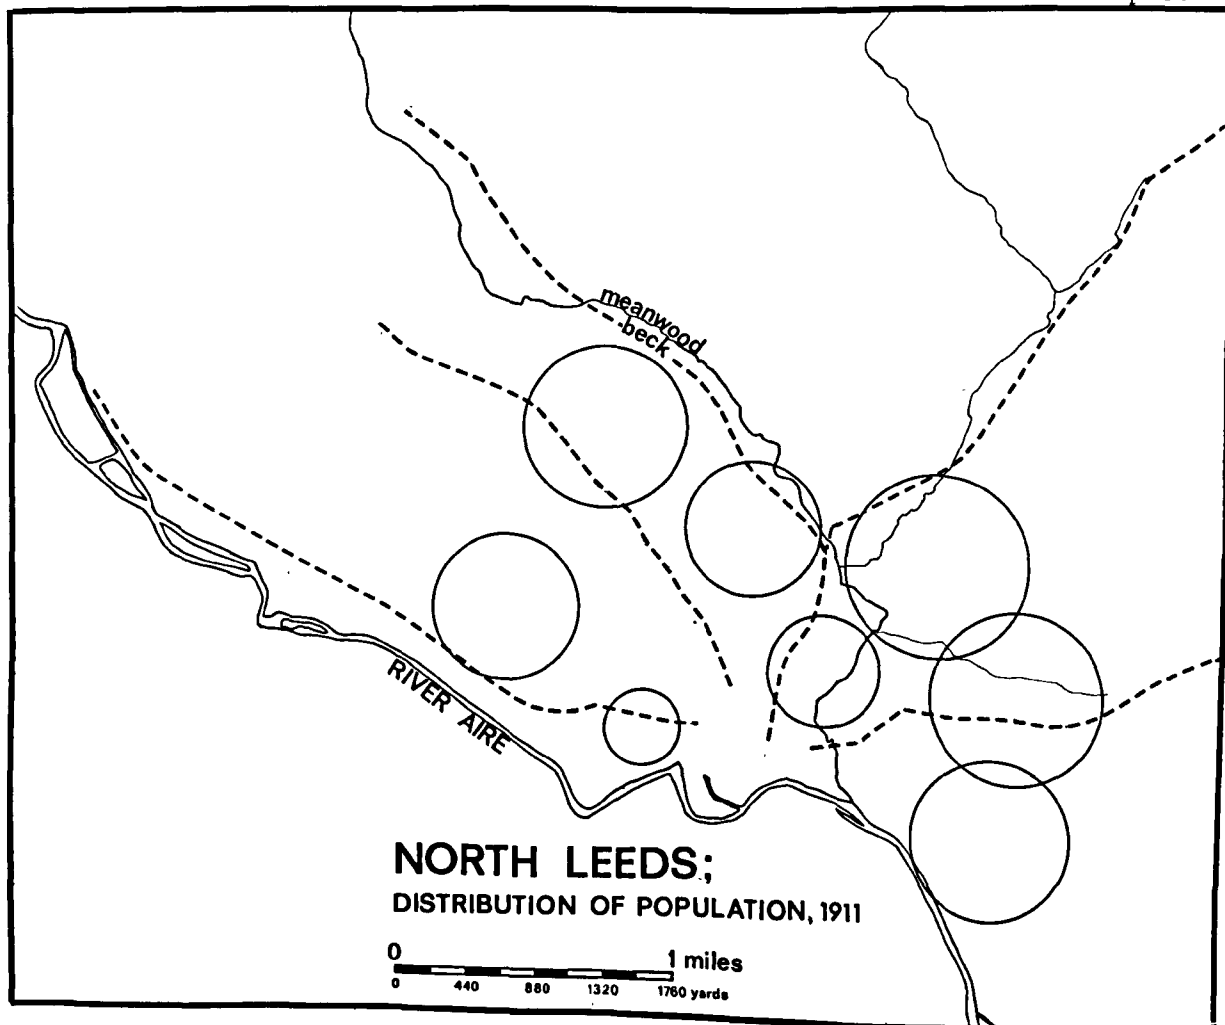 meanwood
beck
RIVER AIRE
NORTH LEEDS;
DISTRIBUTION OF POPULATION, 1911
0 1 miles
0 440 880 1320 1760 yards